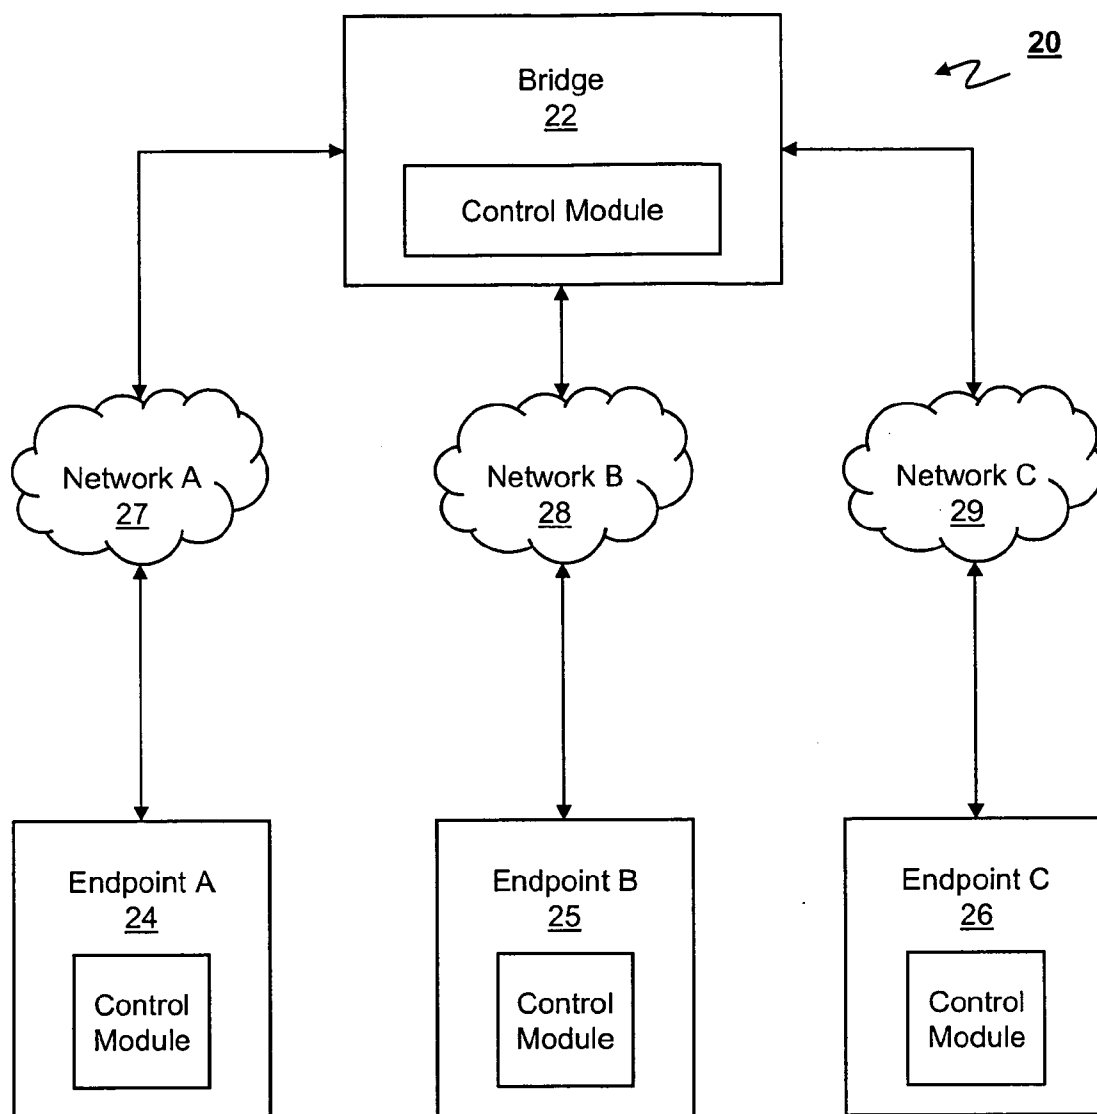 20
Bridge
22
Control Module
Network A
27
Network B
28
Network C
29
Endpoint A
24
Control
Module
Endpoint B
25
Control
Module
Endpoint C
26
Control
Module